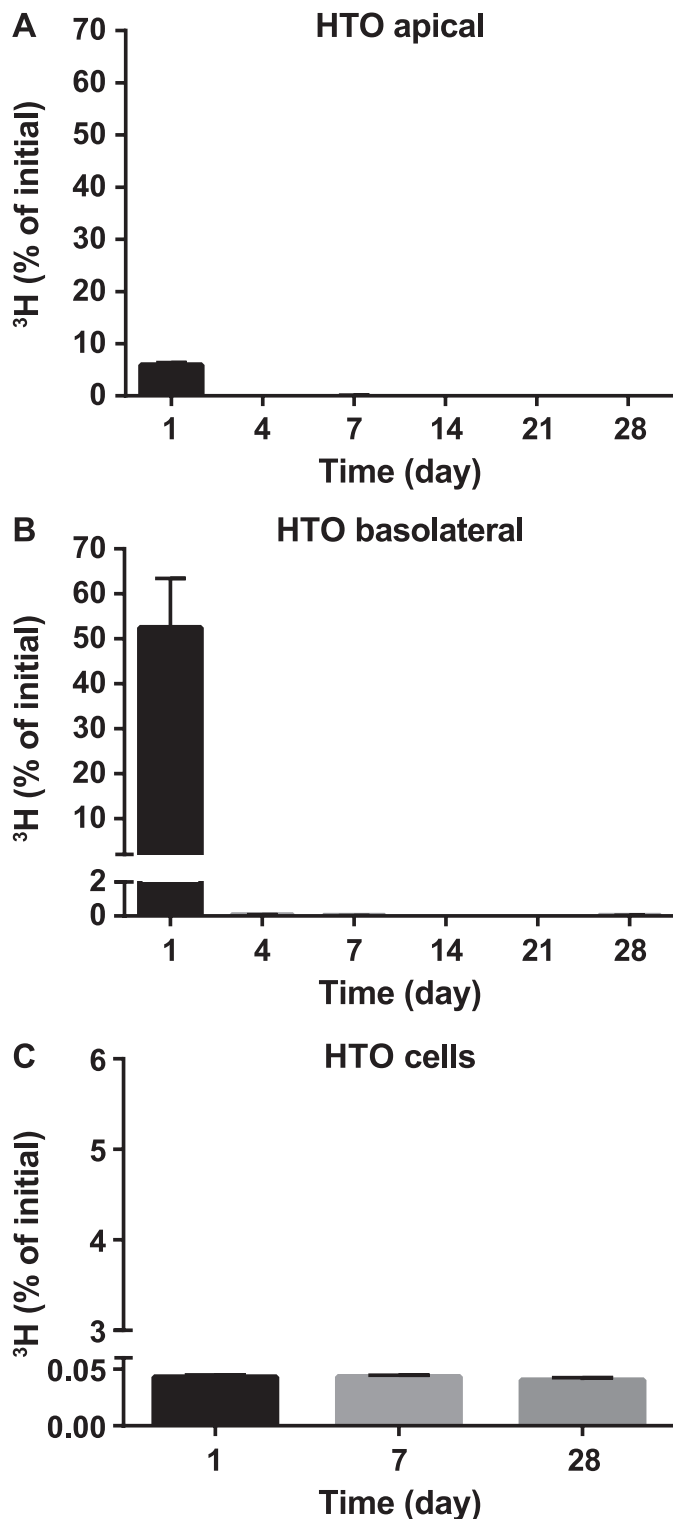 A HTO apical
70
60
50
40
30
20
10
0
³H (% of initial)
1 4 7 14 21 28
Time (day)
B HTO basolateral
70
60
50
40
30
20
10
2
0
³H (% of initial)
1 4 7 14 21 28
Time (day)
C HTO cells
6
5
4
3
0.05
0.00
³H (% of initial)
1 7 28
Time (day)